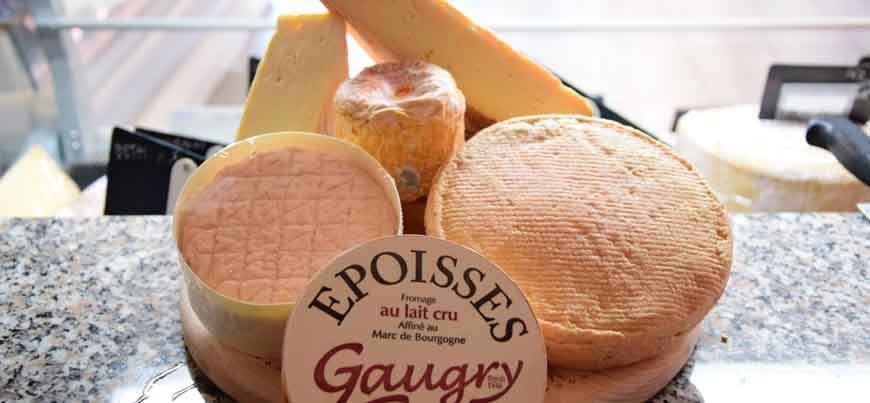 EPOISSES
Fromage
au lait cru
Affiné au
Marc de Bourgogne
Gaugry